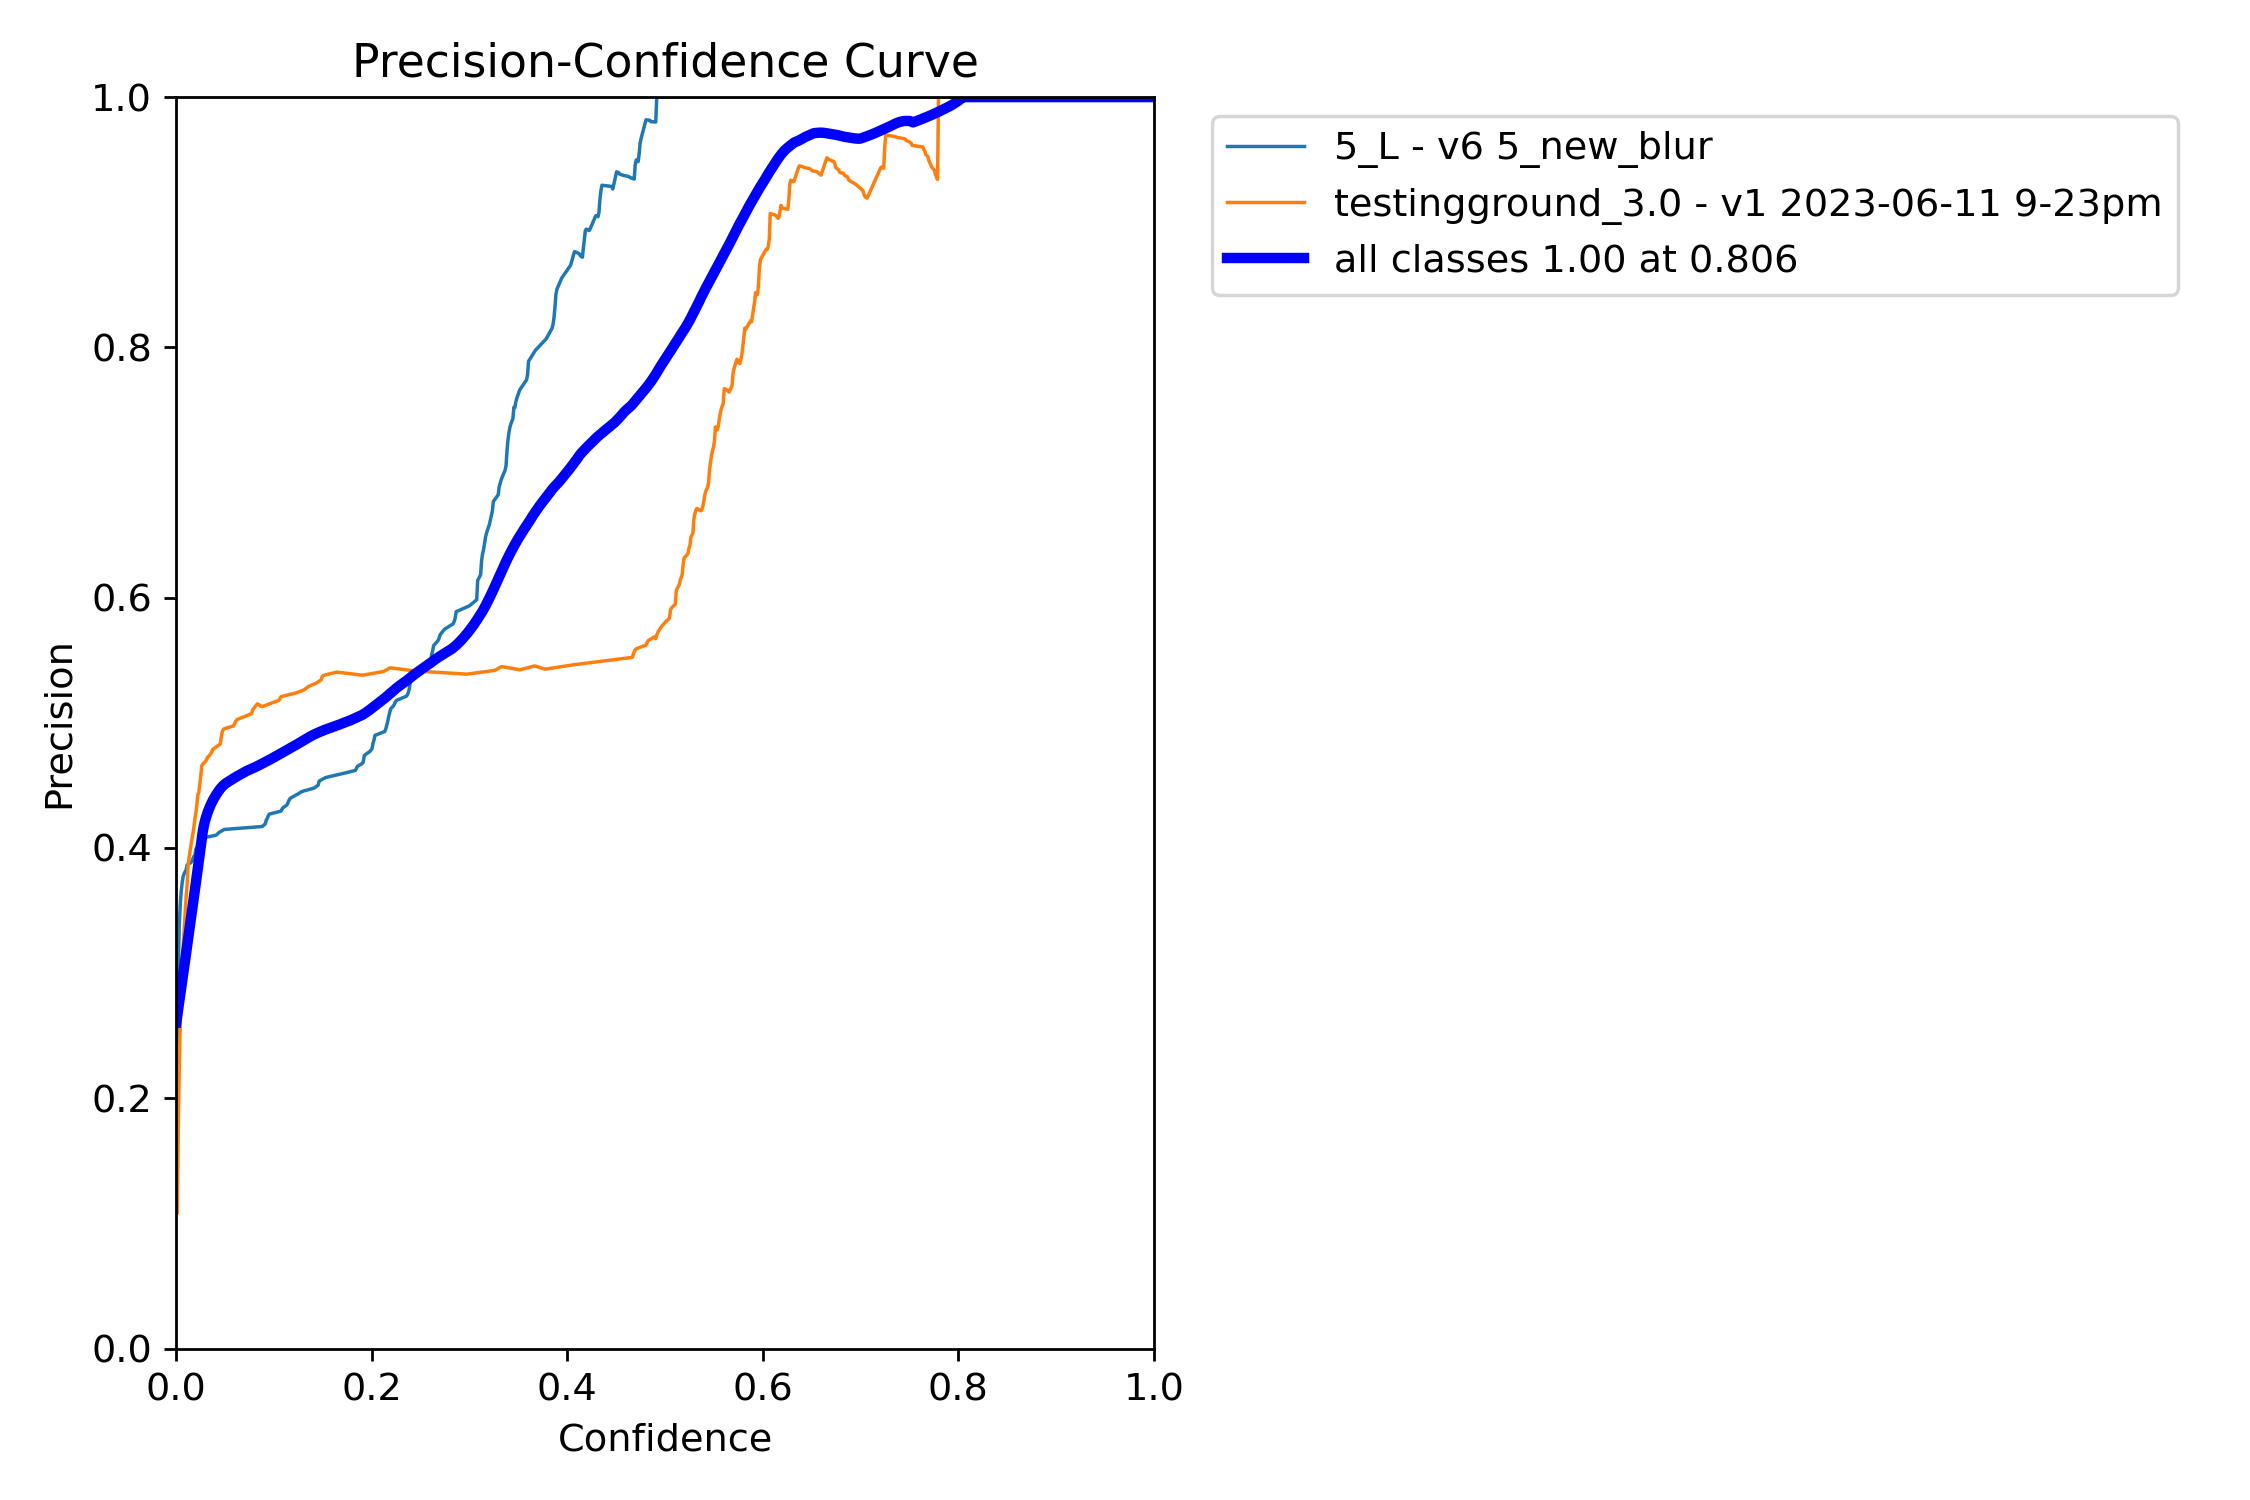 Precision-Confidence Curve
1.0
0.8
0.6
0.4
0.2
0.0
Precision
0.0 0.2 0.4 0.6 0.8 1.0
Confidence
5_L - v6 5_new_blur
testingground_3.0 - v1 2023-06-11 9-23pm
all classes 1.00 at 0.806